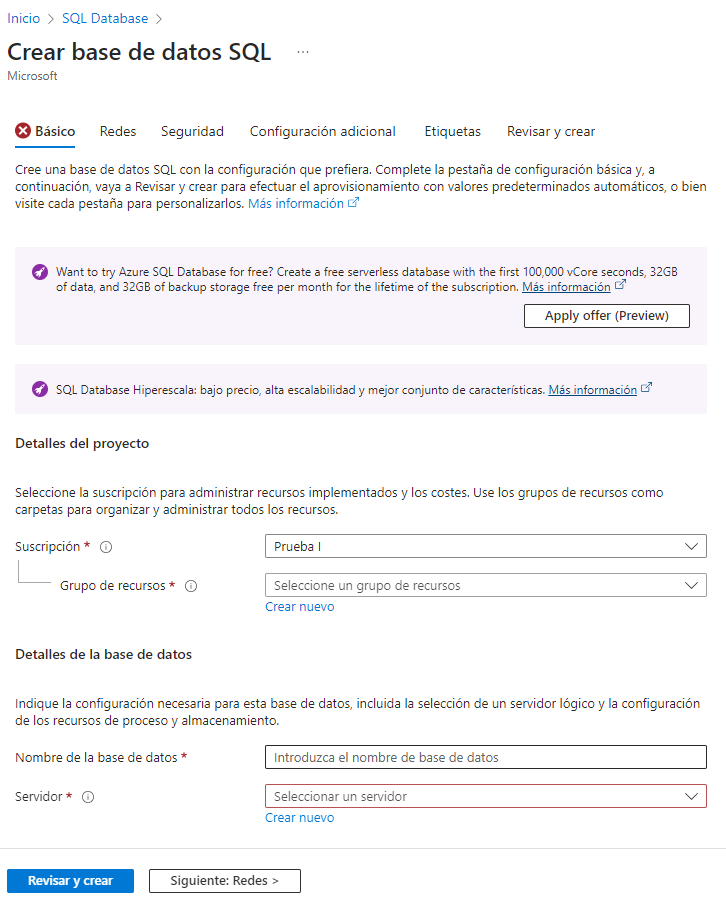 Inicio > SQL Database >
Crear base de datos SQL ...
Microsoft
Básico Redes Seguridad Configuración adicional Etiquetas Revisar y crear
Cree una base de datos SQL con la configuración que prefiera. Complete la pestaña de configuración básica y, a
continuación, vaya a Revisar y crear para efectuar el aprovisionamiento con valores predeterminados automáticos, o bien
visite cada pestaña para personalizarlos. Más información
Want to try Azure SQL Database for free? Create a free serverless database with the first 100,000 vCore seconds, 32GB
of data, and 32GB of backup storage free per month for the lifetime of the subscription. Más información
Apply offer (Preview)
SQL Database Hiperescala: bajo precio, alta escalabilidad y mejor conjunto de características. Más información
Detalles del proyecto
Seleccione la suscripción para administrar recursos implementados y los costes. Use los grupos de recursos como
carpetas para organizar y administrar todos los recursos.
Suscripción * Prueba I
Grupo de recursos * Seleccione un grupo de recursos
Crear nuevo
Detalles de la base de datos
Indique la configuración necesaria para esta base de datos, incluida la selección de un servidor lógico y la configuración
de los recursos de proceso y almacenamiento.
Nombre de la base de datos * Introduzca el nombre de base de datos
Servidor * Seleccionar un servidor
Crear nuevo
Revisar y crear Siguiente: Redes >